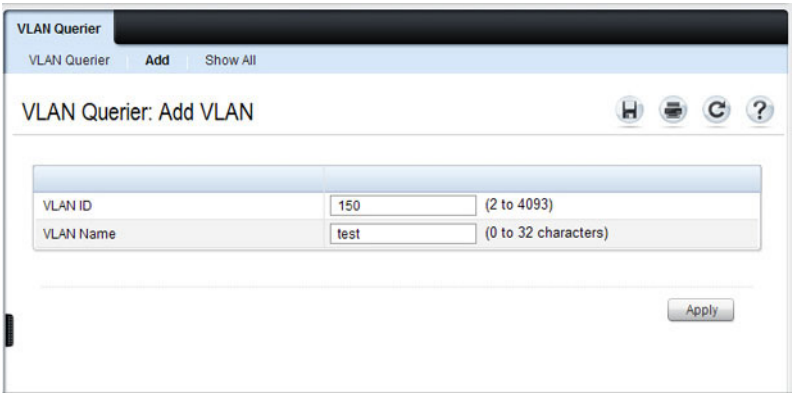 VLAN Querier
VLAN Querier Add Show All
VLAN Querier: Add VLAN
VLAN ID 150 (2 to 4093)
VLAN Name test (0 to 32 characters)
Apply